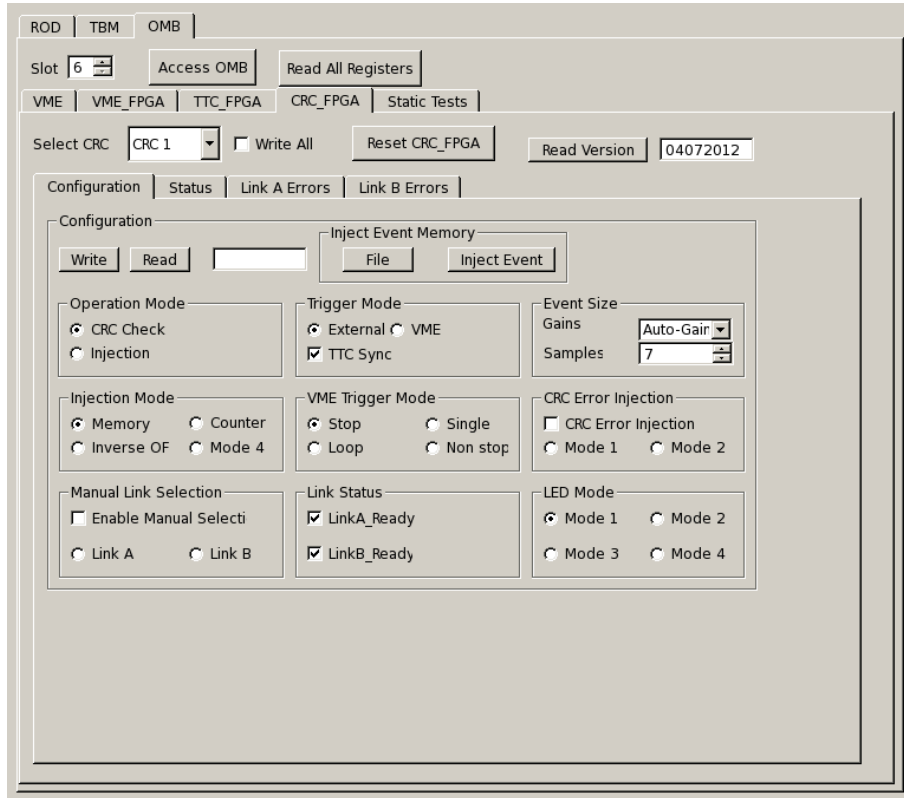 ROD TBM OMB
Slot 6 Access OMB Read All Registers
VME VME_FPGA TTC_FPGA CRC_FPGA Static Tests
Select CRC CRC 1 Write All Reset CRC_FPGA Read Version 04072012
Configuration Status Link A Errors Link B Errors
Configuration
Inject Event Memory
Write Read File Inject Event
Operation Mode Trigger Mode Event Size
CRC Check External VME Gains Auto-Gain
Injection TTC Sync Samples 7
Injection Mode VME Trigger Mode CRC Error Injection
Memory Counter Stop Single CRC Error Injection
Inverse OF Mode 4 Loop Non stop Mode 1 Mode 2
Manual Link Selection Link Status LED Mode
Enable Manual Selecti LinkA_Ready Mode 1 Mode 2
Link A Link B LinkB_Ready Mode 3 Mode 4